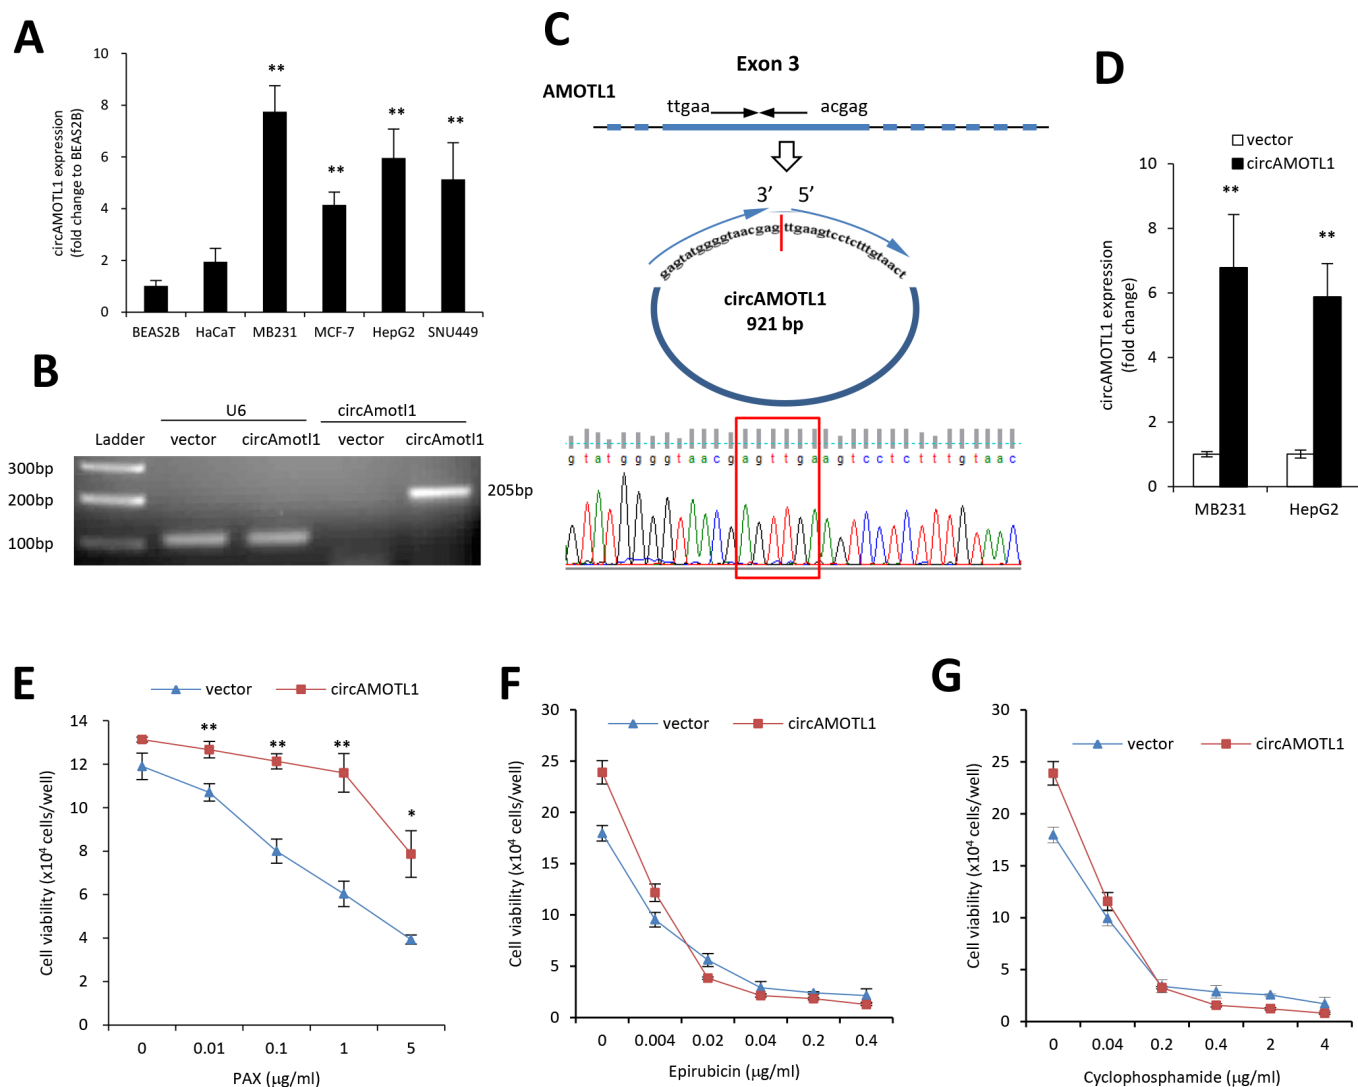 A
10
8
6
4
2
0
circAMOTL1 expression
(fold change to BEAS2B)
**
**
**
**
BEAS2B HaCaT MB231 MCF-7 HepG2 SNU449
B
U6 circAmotl1
Ladder vector circAmotl1 vector circAmotl1
300bp
200bp
100bp
205bp
C
Exon 3
AMOTL1
ttgaa acgag
3’ 5’
gagtatggggtaacgag ttgaagtcctctttgtaact
circAMOTL1
921 bp
g t a t g g g g t a a c g a g t t g a a g t c c t c t t t g t a a c
D
vector
circAMOTL1
10
8
6
4
2
0
circAMOTL1 expression
(fold change)
**
**
MB231 HepG2
E
vector circAMOTL1
14
12
10
8
6
4
2
0
Cell viability (x10⁴ cells/well)
**
**
**
*
0 0.01 0.1 1 5
PAX (µg/ml)
F
vector circAMOTL1
30
25
20
15
10
5
0
Cell viability (x10⁴ cells/well)
0 0.004 0.02 0.04 0.2 0.4
Epirubicin (µg/ml)
G
vector circAMOTL1
30
25
20
15
10
5
0
Cell viability (x10⁴ cells/well)
0 0.04 0.2 0.4 2 4
Cyclophosphamide (µg/ml)